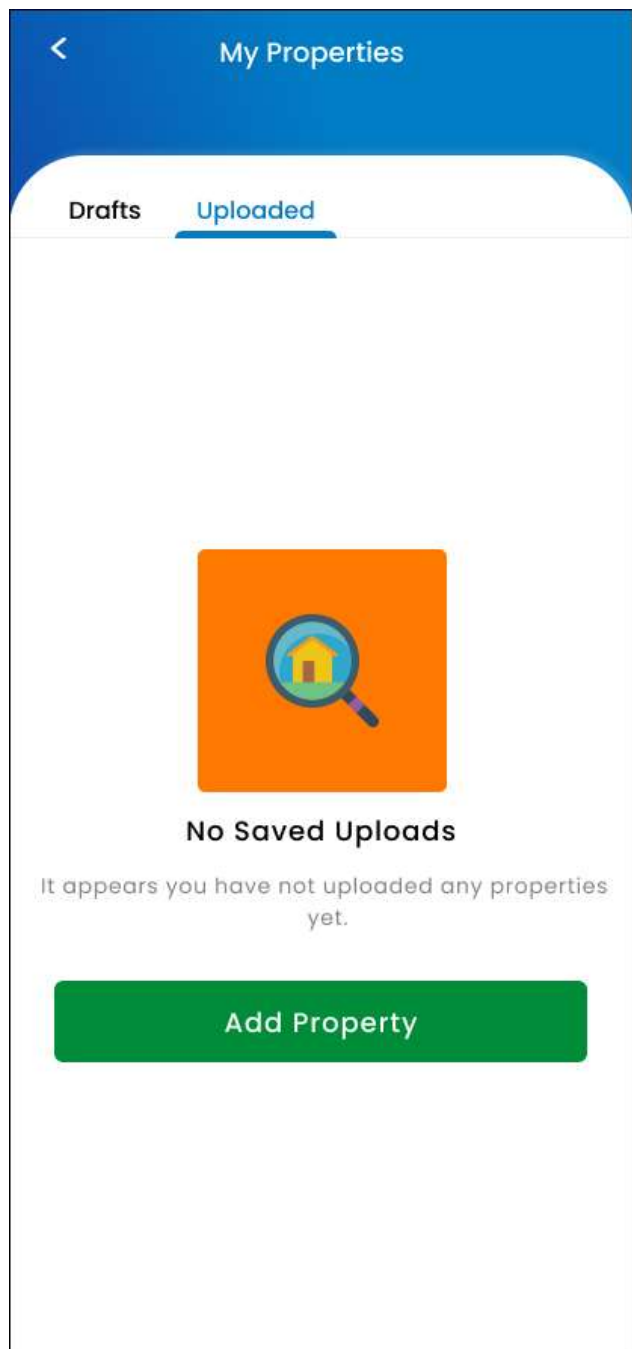 My Properties
Drafts Uploaded
No Saved Uploads
It appears you have not uploaded any properties
yet.
Add Property